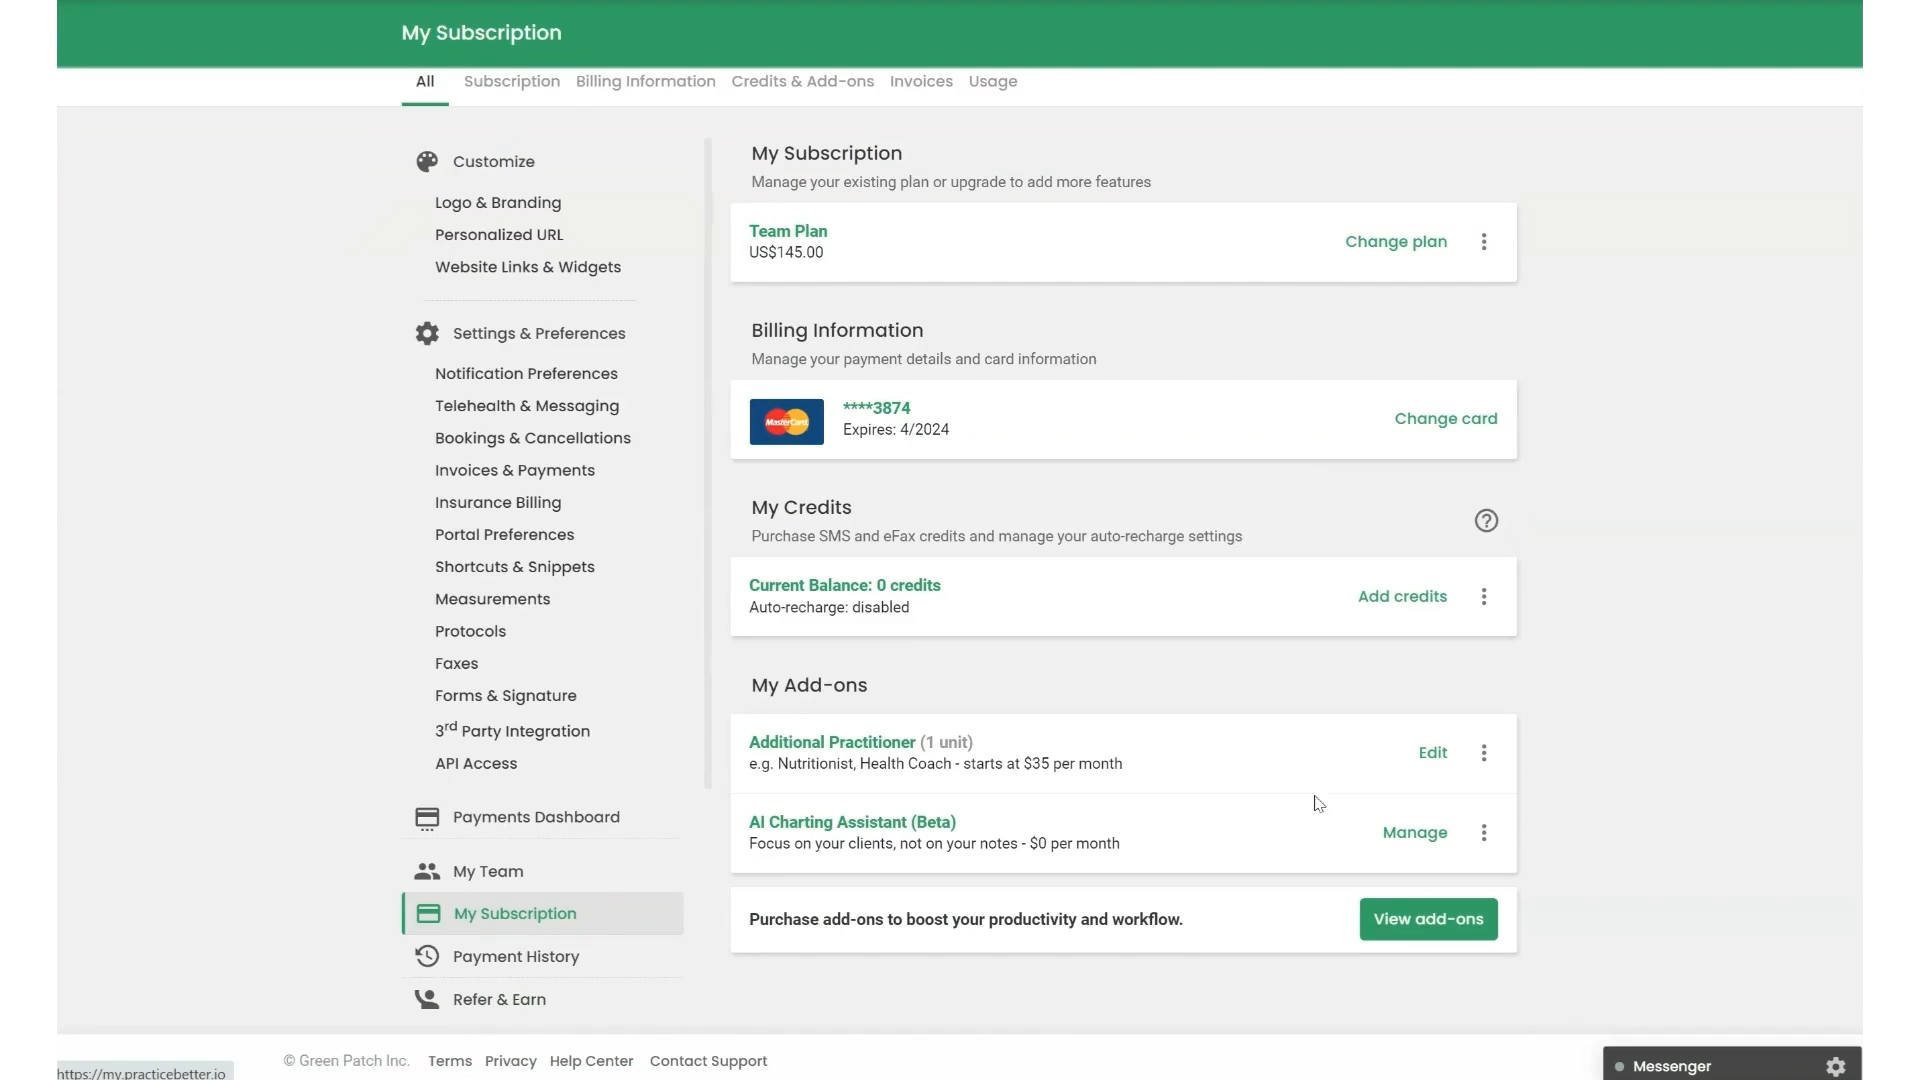 My Subscription
All Subscription Billing Information Credits & Add-ons Invoices Usage
Customize
Logo & Branding
Personalized URL
Website Links & Widgets
Settings & Preferences
Notification Preferences
Telehealth & Messaging
Bookings & Cancellations
Invoices & Payments
Insurance Billing
Portal Preferences
Shortcuts & Snippets
Measurements
Protocols
Faxes
Forms & Signature
3rd Party Integration
API Access
Payments Dashboard
My Team
My Subscription
Payment History
Refer & Earn
My Subscription
Manage your existing plan or upgrade to add more features
Team Plan
US$145.00
Change plan
Billing Information
Manage your payment details and card information
MasterCard
****3874
Expires: 4/2024
Change card
My Credits
Purchase SMS and eFax credits and manage your auto-recharge settings
?
Current Balance: 0 credits
Auto-recharge: disabled
Add credits
My Add-ons
Additional Practitioner (1 unit)
e.g. Nutritionist, Health Coach - starts at $35 per month
Edit
AI Charting Assistant (Beta)
Focus on your clients, not on your notes - $0 per month
Manage
Purchase add-ons to boost your productivity and workflow.
View add-ons
© Green Patch Inc. Terms Privacy Help Center Contact Support
https://my.practicebetter.io
Messenger